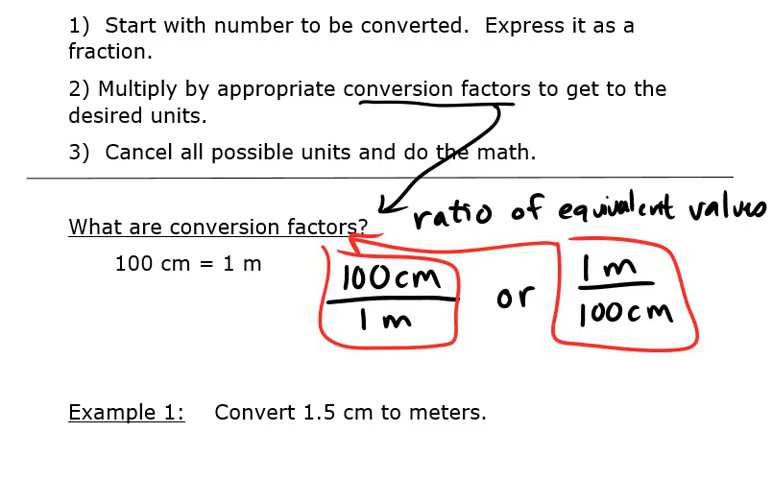 1) Start with number to be converted. Express it as a
fraction.
2) Multiply by appropriate conversion factors to get to the
desired units.
3) Cancel all possible units and do the math.
What are conversion factors?
ratio of equivalent values
100 cm = 1 m
100cm
1 m
or
1 m
100cm
Example 1: Convert 1.5 cm to meters.